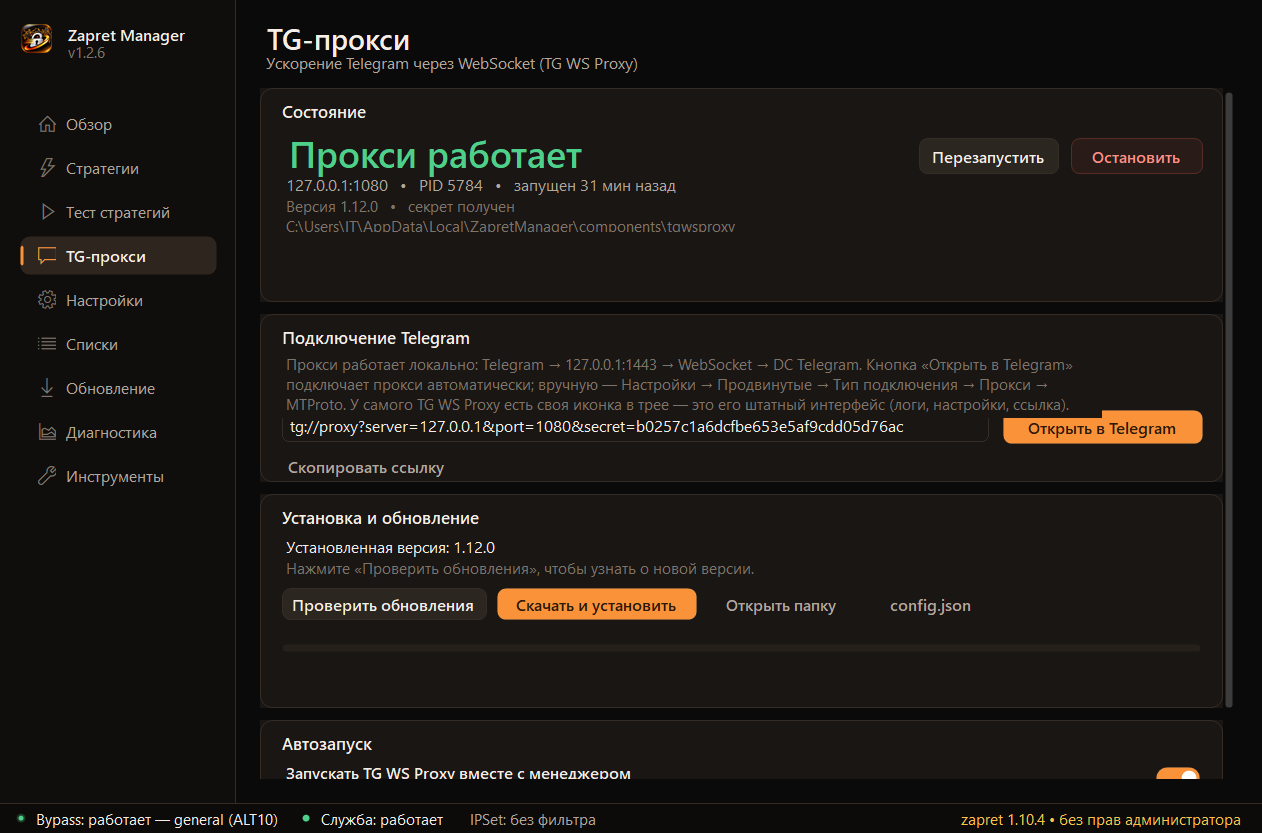 Zapret Manager
v1.2.6
Обзор
Стратегии
Тест стратегий
TG-прокси
Настройки
Списки
Обновление
Диагностика
Инструменты
TG-прокси
Ускорение Telegram через WebSocket (TG WS Proxy)
Состояние
Прокси работает
Перезапустить
Остановить
127.0.0.1:1080 • PID 5784 • запущен 31 мин назад
Версия 1.12.0 • секрет получен
C:\Users\IT\AppData\Local\ZapretManager\components\tgwsproxy
Подключение Telegram
Прокси работает локально: Telegram → 127.0.0.1:1443 → WebSocket → DC Telegram. Кнопка «Открыть в Telegram»
подключает прокси автоматически; вручную — Настройки → Продвинутые → Тип подключения → Прокси →
MTProto. У самого TG WS Proxy есть своя иконка в трее — это его штатный интерфейс (логи, настройки, ссылка).
tg://proxy?server=127.0.0.1&port=1080&secret=b0257c1a6dcfbe653e5af9cdd05d76ac
Открыть в Telegram
Скопировать ссылку
Установка и обновление
Установленная версия: 1.12.0
Нажмите «Проверить обновления», чтобы узнать о новой версии.
Проверить обновления
Скачать и установить
Открыть папку
config.json
Автозапуск
Запускать TG WS Proxy вместе с менеджером
Bypass: работает — general (ALT10)
Служба: работает
IPSet: без фильтра
zapret 1.10.4 • без прав администратора